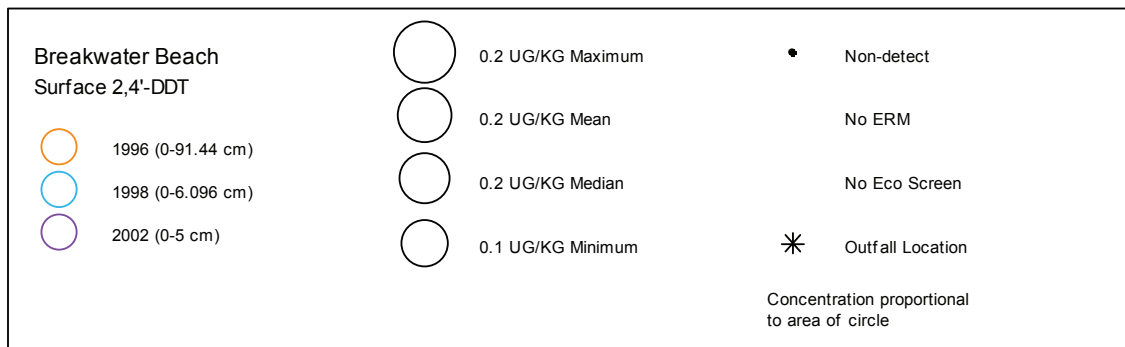 Breakwater Beach
Surface 2,4'-DDT
1996 (0-91.44 cm)
1998 (0-6.096 cm)
2002 (0-5 cm)
0.2 UG/KG Maximum
0.2 UG/KG Mean
0.2 UG/KG Median
0.1 UG/KG Minimum
Non-detect
No ERM
No Eco Screen
Outfall Location
Concentration proportional
to area of circle